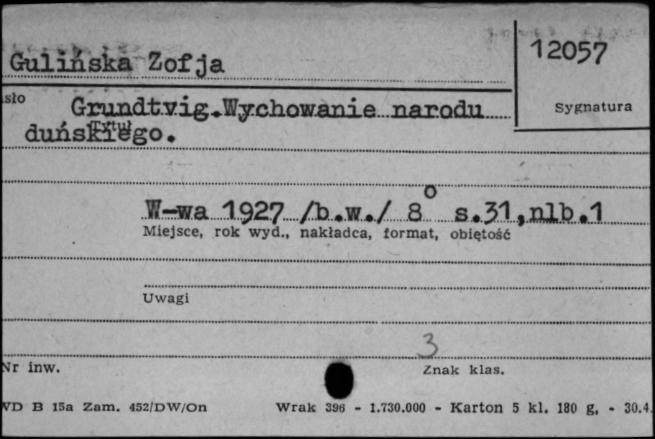 Gulińska Zofja
12057
sło
Grundtvig.Wychowanie narodu
Sygnatura
duńskiego.
W-wa 1927 /b.w./ 8° s.31,nlb.1
Miejsce, rok wyd., nakładca, format, objętość
Uwagi
3
Nr inw.
Znak klas.
VD B 15a Zam. 452/DW/On Wrak 396 - 1.730.000 - Karton 5 kl. 180 g. - 30.4.